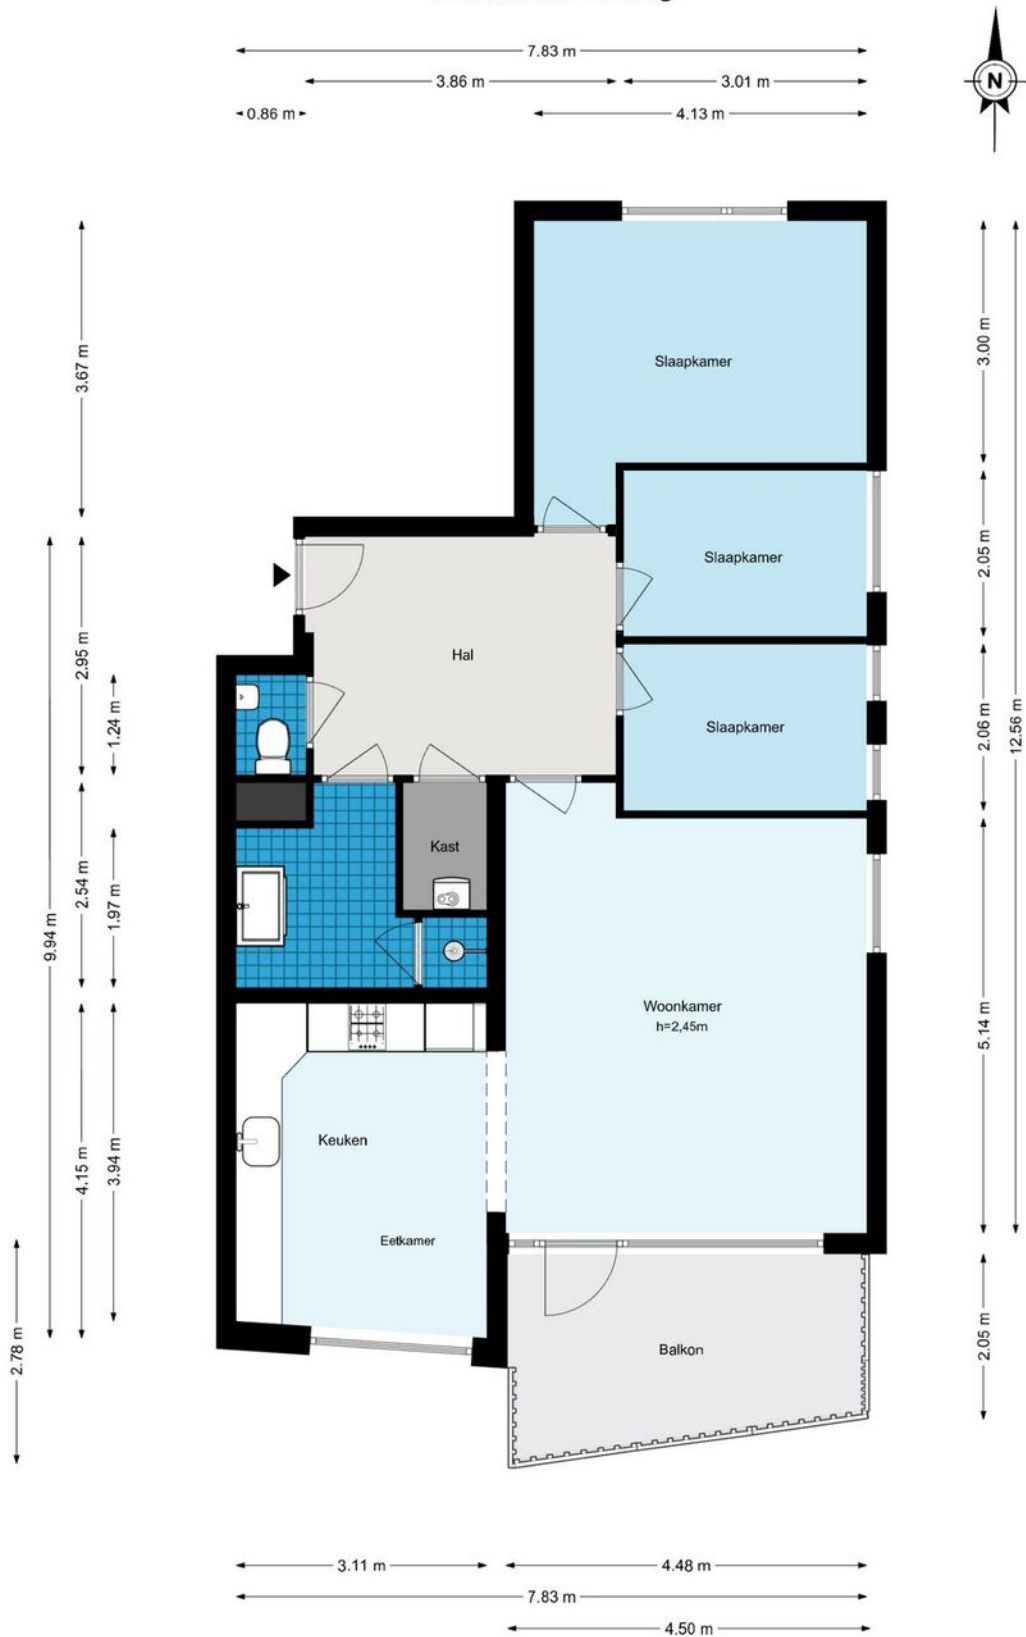 7.83 m
3.86 m
3.01 m
0.86 m
4.13 m
N
3.67 m
3.00 m
Slaapkamer
2.05 m
Slaapkamer
2.95 m
Hal
1.24 m
2.06 m
12.56 m
Slaapkamer
Kast
2.54 m
1.97 m
9.94 m
Woonkamer
h=2,45m
5.14 m
Keuken
4.15 m
3.94 m
Eetkamer
2.78 m
Balkon
2.05 m
3.11 m
4.48 m
7.83 m
4.50 m